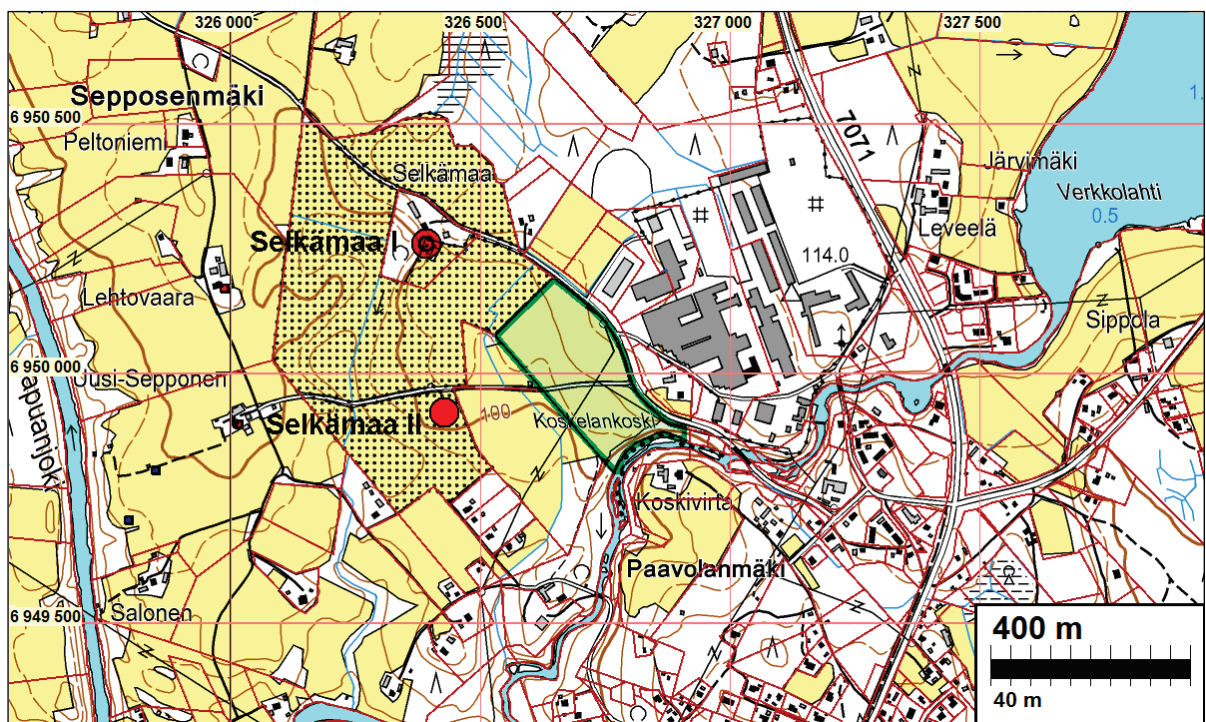 326 000
326 500
327 000
327 500
Sepposenmäki
6 950 500
Peltoniemi
7071
Järvimäki
Selkämaa
Verkkolahti
0.5
1.
Leveelä
Selkämaa I
114.0
Lehtovaara
Sippola
6 950 000
Uusi-Sepponen
Selkämaa II
100
Koskelankoski
apuanjoki
Koskivirta
Paavolanmäki
Salonen
6 949 500
400 m
40 m